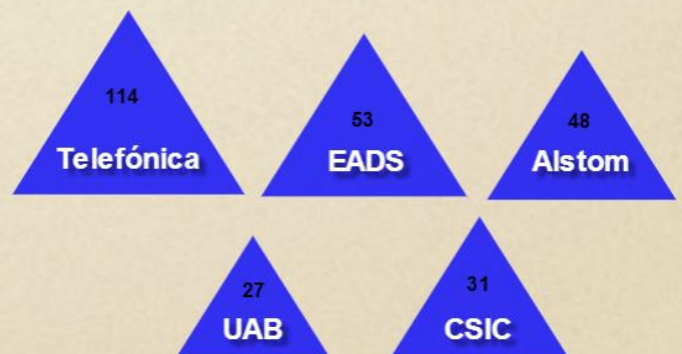 114
Telefónica
53
EADS
48
Alstom
27
UAB
31
CSIC